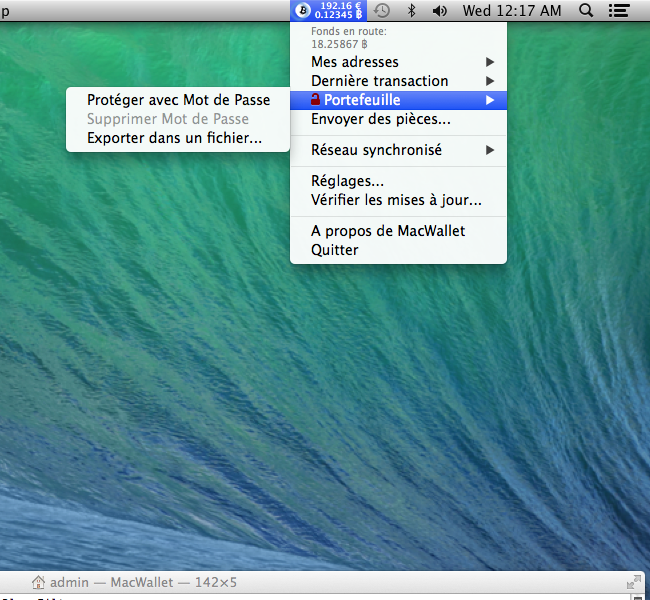 p
192.16 €
0.12345 ฿
Wed 12:17 AM
Fonds en route:
18.25867 ฿
Mes adresses
Dernière transaction
Portefeuille
Envoyer des pièces...
Protéger avec Mot de Passe
Supprimer Mot de Passe
Exporter dans un fichier...
Réseau synchronisé
Réglages...
Vérifier les mises à jour...
A propos de MacWallet
Quitter
admin — MacWallet — 142×5